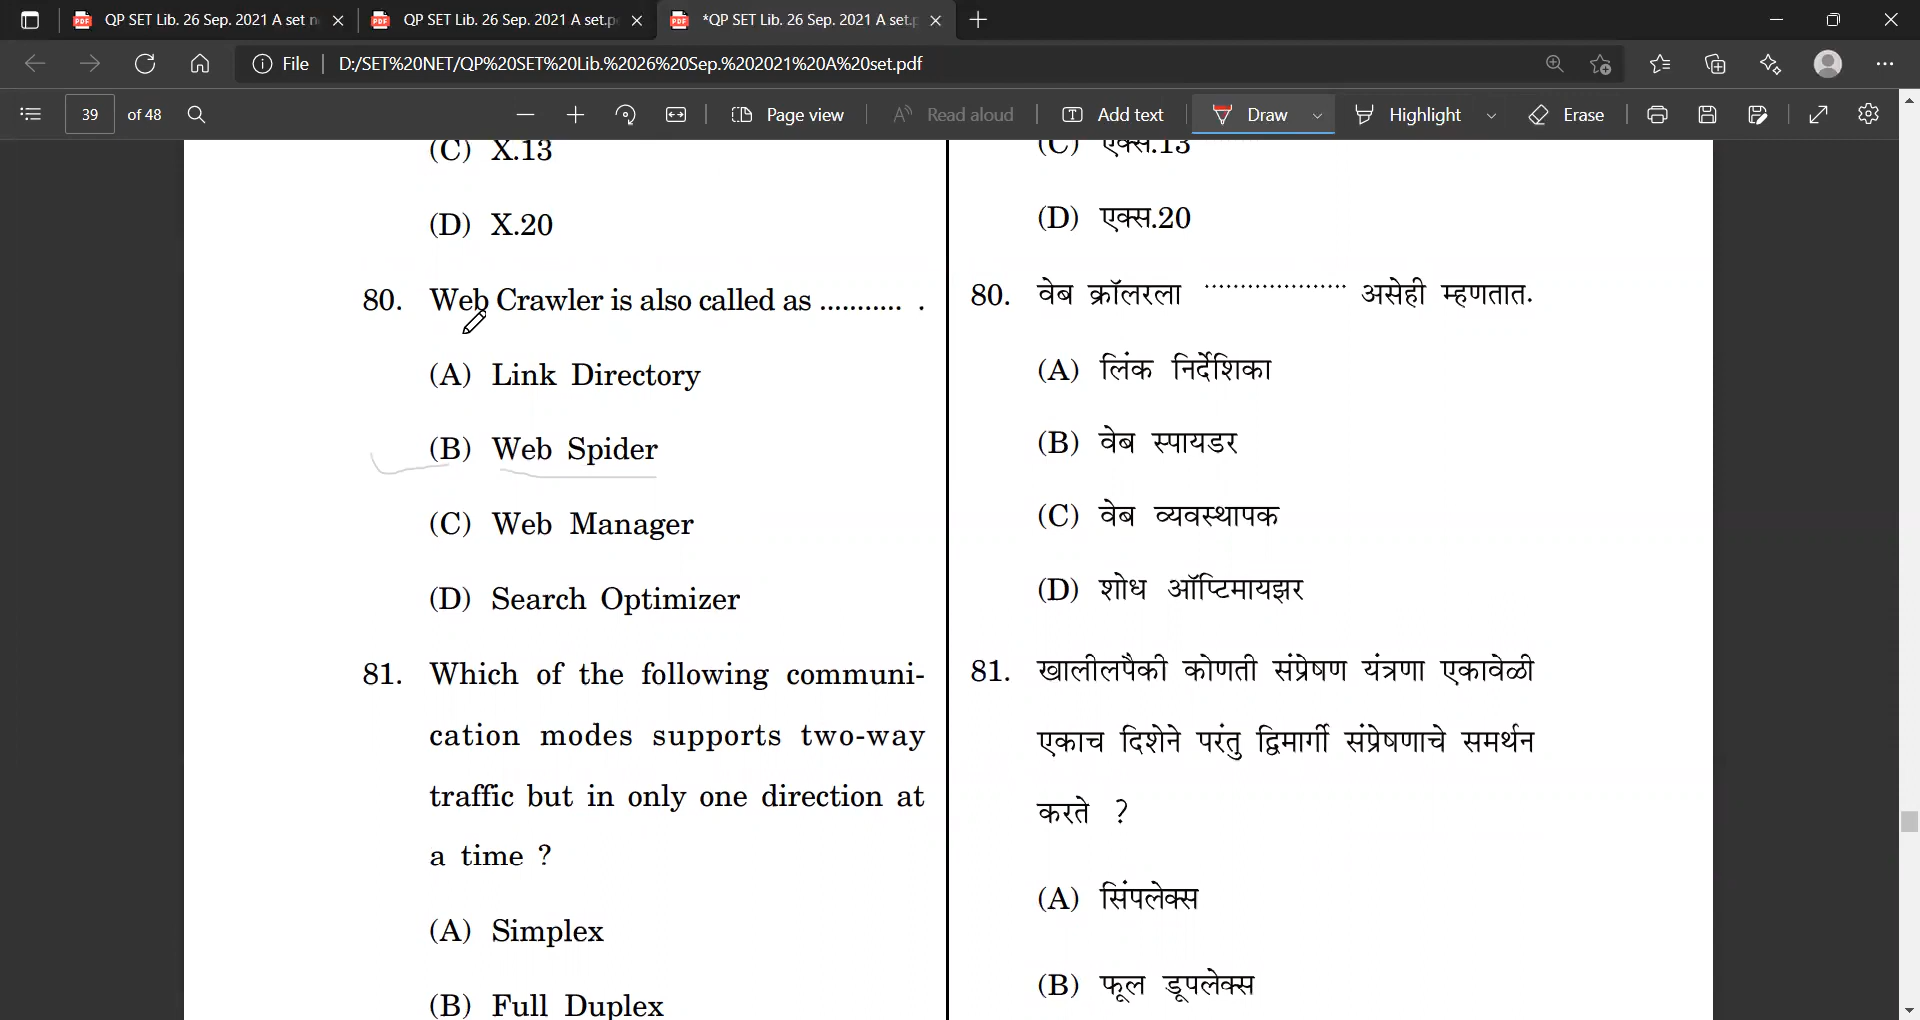 QP SET Lib. 26 Sep. 2021 A set n
QP SET Lib. 26 Sep. 2021 A set.p
*QP SET Lib. 26 Sep. 2021 A set.p
File
D:/SET%20NET/QP%20SET%20Lib.%2026%20Sep.%202021%20A%20set.pdf
39 of 48
Page view
Read aloud
Add text
Draw
Highlight
Erase
(C) X.13
(D) X.20
80. Web Crawler is also called as ........... .
(A) Link Directory
(B) Web Spider
(C) Web Manager
(D) Search Optimizer
81. Which of the following communi-
cation modes supports two-way
traffic but in only one direction at
a time ?
(A) Simplex
(B) Full Duplex
(C) एक्स.13
(D) एक्स.20
80. वेब क्रॉलरला ................... असेही म्हणतात.
(A) लिंक निर्देशिका
(B) वेब स्पायडर
(C) वेब व्यवस्थापक
(D) शोध ऑप्टिमायझर
81. खालीलपैकी कोणती संप्रेषण यंत्रणा एकावेळी
एकाच दिशेने परंतु द्विमार्गी संप्रेषणाचे समर्थन
करते ?
(A) सिंपलेक्स
(B) फूल डूपलेक्स